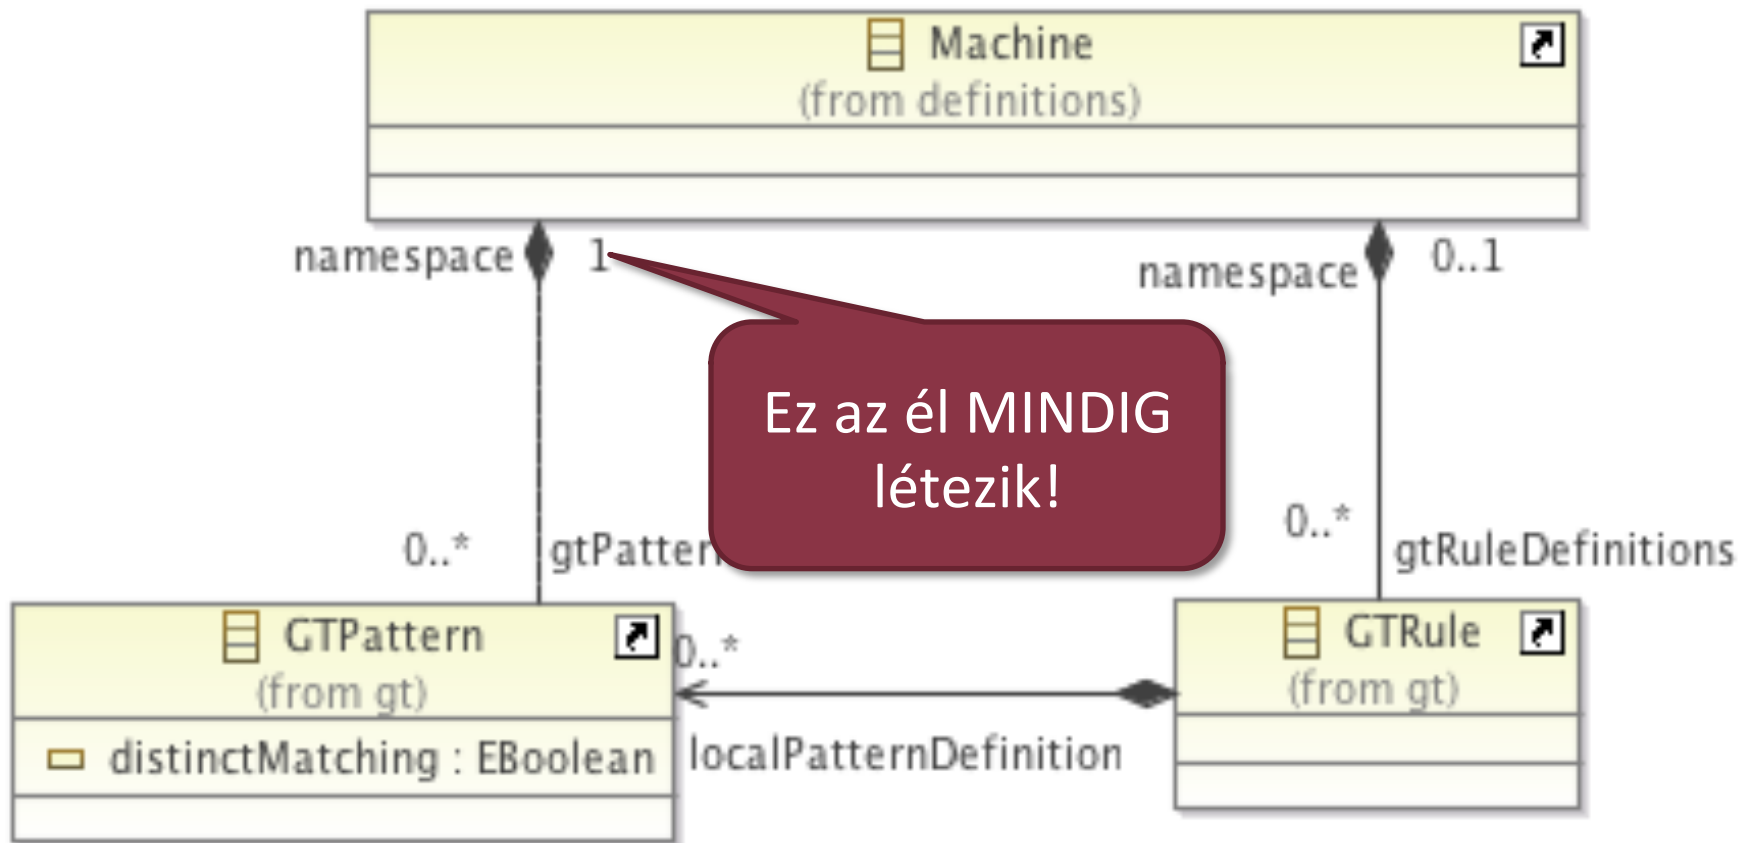 Machine
(from definitions)
namespace 1
namespace 0..1
Ez az él MINDIG
létezik!
0..* gtPatter
0..* gtRuleDefinitions
GTPattern
(from gt)
distinctMatching : EBoolean
0..*
localPatternDefinition
GTRule
(from gt)